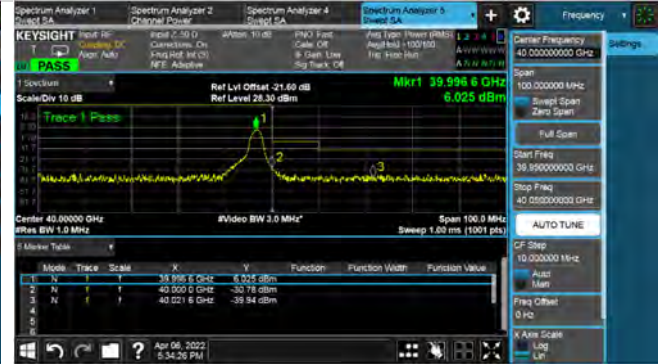 Spectrum Analyzer 1
Swept SA
Spectrum Analyzer 2
Channel Power
Spectrum Analyzer 4
Swept SA
Spectrum Analyzer 5
Swept SA
+
Frequency
KEYSIGHT
Input: RF
Coupling: DC
Align: Auto
Input Z: 50 Ω
Corrections: On
Freq Ref: Int (S)
NFE: Adaptive
#Atten: 10 dB
PNO: Fast
Gate: Off
IF Gain: Low
Sig Track: Off
Avg Type: Power (RMS)
Avg|Hold: >100/100
Trig: Free Run
PASS
Center Frequency
40.000000000 GHz
Settings
Span
100.000000 MHz
Swept Span
Zero Span
Full Span
Start Freq
39.950000000 GHz
Stop Freq
40.050000000 GHz
AUTO TUNE
CF Step
10.000000 MHz
Auto
Man
Freq Offset
0 Hz
X Axis Scale
Log
Lin
1 Spectrum
Scale/Div 10 dB
Ref Lvl Offset -21.60 dB
Ref Level 28.30 dBm
Mkr1 39.996 6 GHz
6.025 dBm
Trace 1 Pass
1
2
3
Center 40.00000 GHz
#Res BW 1.0 MHz
#Video BW 3.0 MHz*
Span 100.0 MHz
Sweep 1.00 ms (1001 pts)
5 Marker Table
Mode Trace Scale X Y Function Function Width Function Value
1 N 1 f 39.996 6 GHz 6.025 dBm
2 N 1 f 40.000 0 GHz -30.78 dBm
3 N 1 f 40.021 6 GHz -39.94 dBm
4
5
6
?
Apr 06, 2022
5:34:26 PM